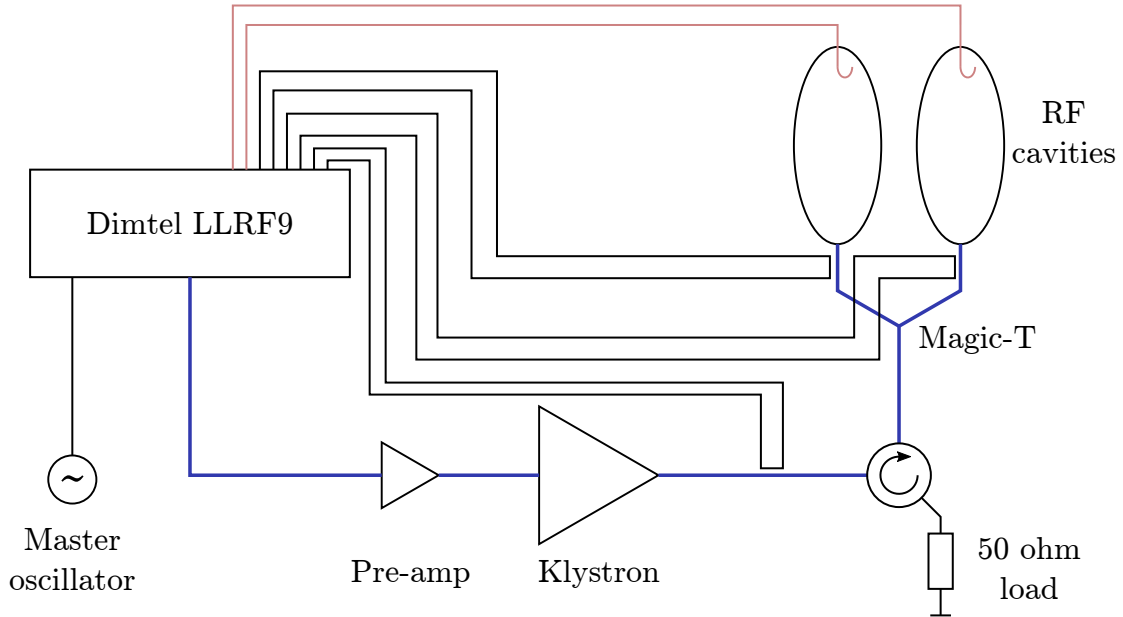 RF
cavities
Dimtel LLRF9
Magic-T
~
Master
oscillator
Pre-amp
Klystron
50 ohm
load